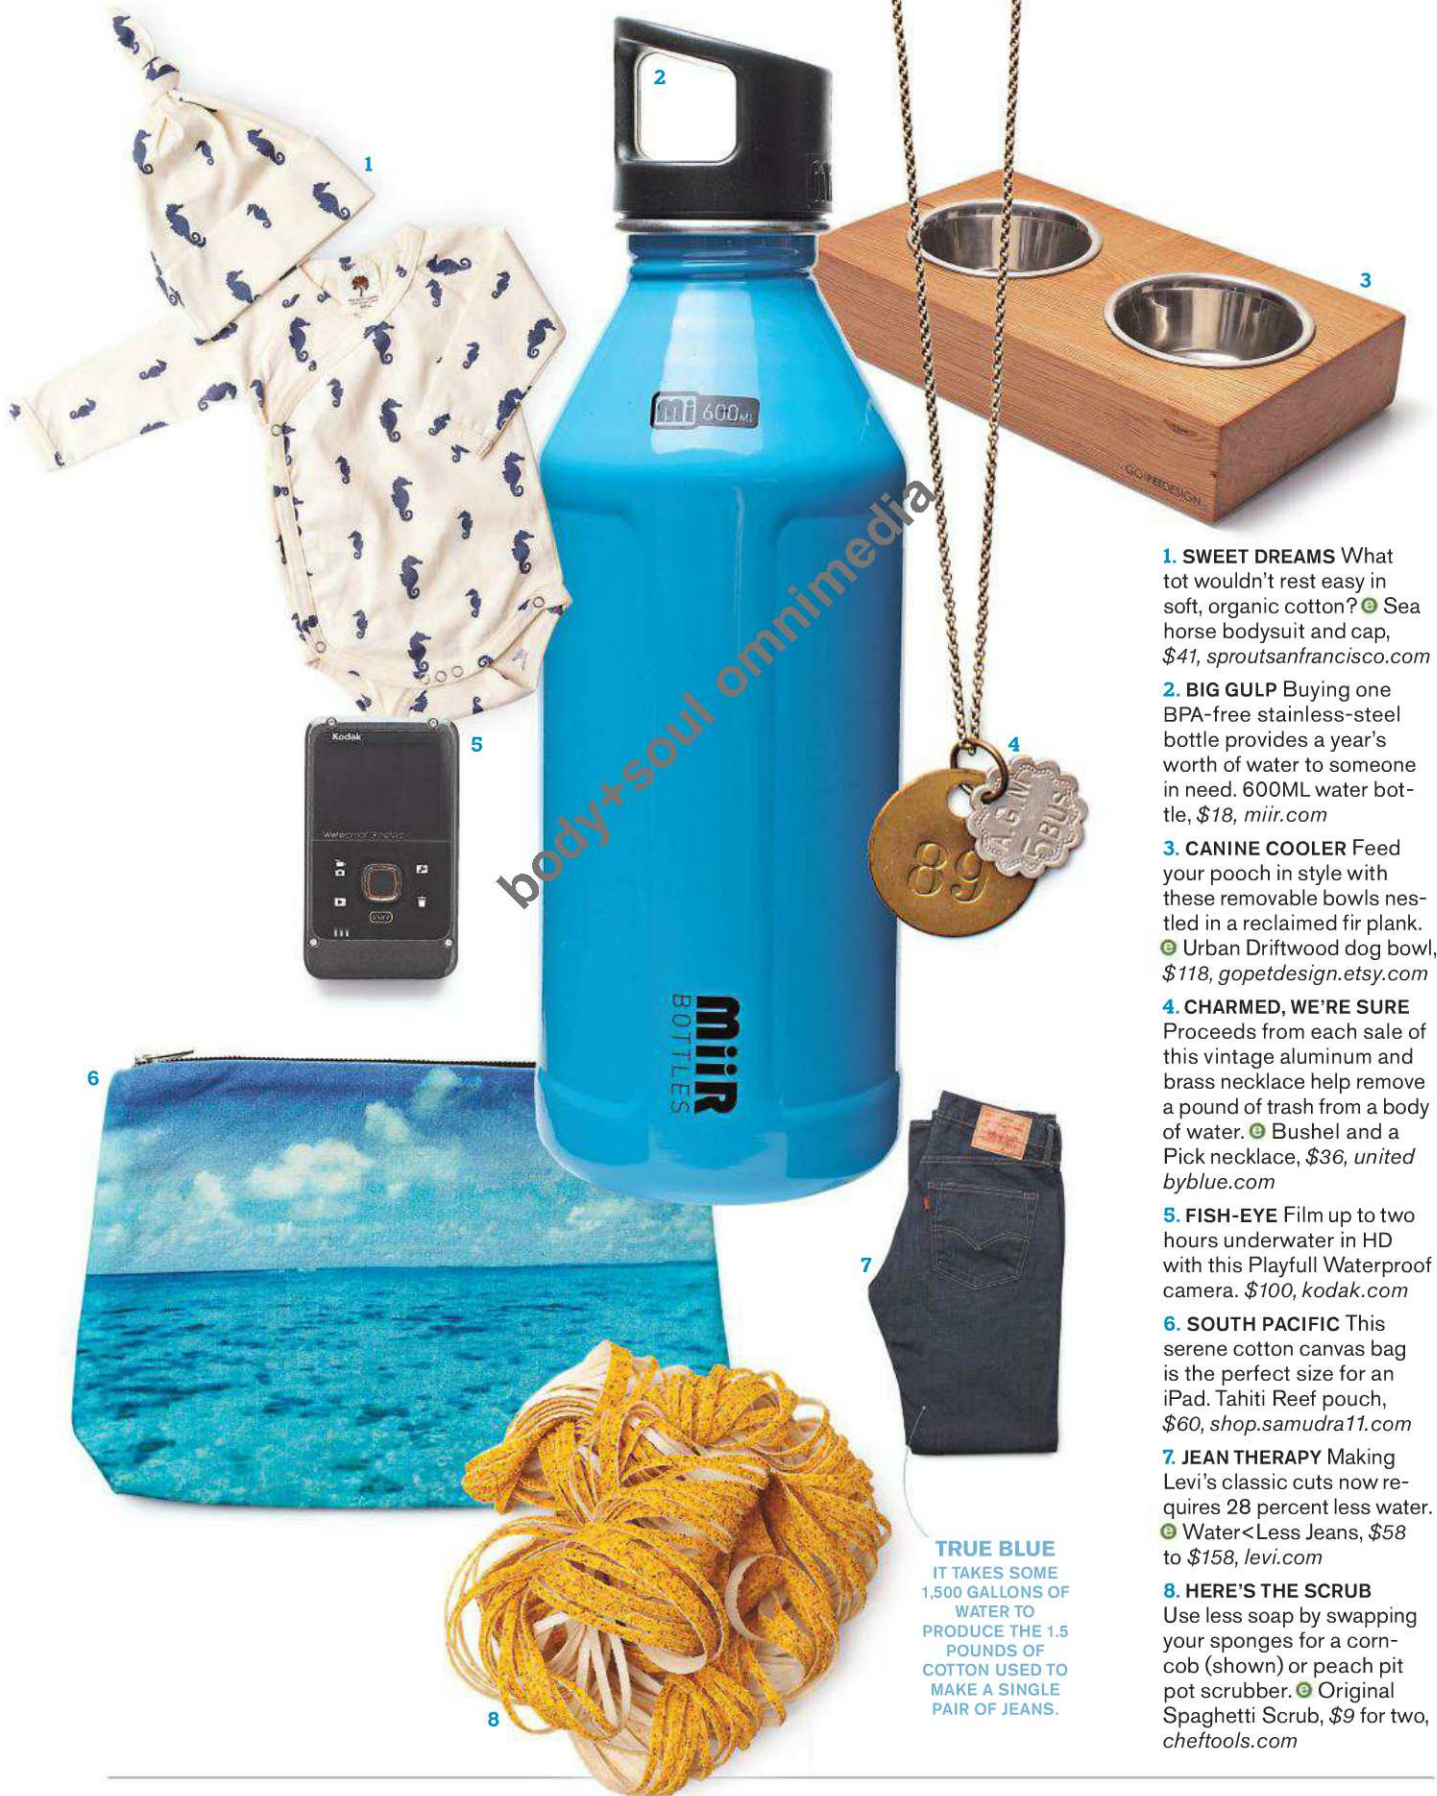 1
2
3
mi 600ML
GO!PETDESIGN
body+soul omnimedia
Kodak
5
4
A.G.M
5BUS
89
share
miiR
BOTTLES
6
7
8
TRUE BLUE
IT TAKES SOME
1,500 GALLONS OF
WATER TO
PRODUCE THE 1.5
POUNDS OF
COTTON USED TO
MAKE A SINGLE
PAIR OF JEANS.
1. SWEET DREAMS What
tot wouldn't rest easy in
soft, organic cotton? e Sea
horse bodysuit and cap,
$41, sproutsanfrancisco.com
2. BIG GULP Buying one
BPA-free stainless-steel
bottle provides a year's
worth of water to someone
in need. 600ML water bot-
tle, $18, miir.com
3. CANINE COOLER Feed
your pooch in style with
these removable bowls nes-
tled in a reclaimed fir plank.
e Urban Driftwood dog bowl,
$118, gopetdesign.etsy.com
4. CHARMED, WE'RE SURE
Proceeds from each sale of
this vintage aluminum and
brass necklace help remove
a pound of trash from a body
of water. e Bushel and a
Pick necklace, $36, united
byblue.com
5. FISH-EYE Film up to two
hours underwater in HD
with this Playfull Waterproof
camera. $100, kodak.com
6. SOUTH PACIFIC This
serene cotton canvas bag
is the perfect size for an
iPad. Tahiti Reef pouch,
$60, shop.samudra11.com
7. JEAN THERAPY Making
Levi's classic cuts now re-
quires 28 percent less water.
e Water<Less Jeans, $58
to $158, levi.com
8. HERE'S THE SCRUB
Use less soap by swapping
your sponges for a corn-
cob (shown) or peach pit
pot scrubber. e Original
Spaghetti Scrub, $9 for two,
cheftools.com